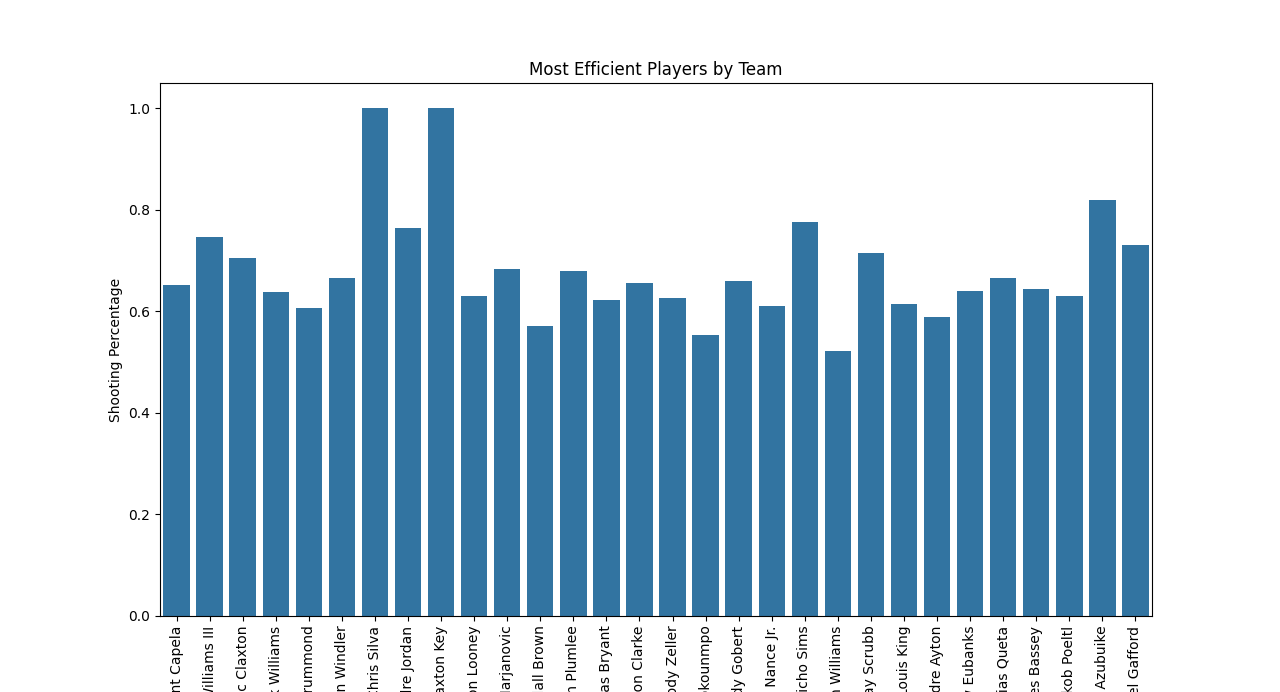 Most Efficient Players by Team
Shooting Percentage
1.0
0.8
0.6
0.4
0.2
0.0
nt Capela
Williams III
c Claxton
Williams
rummond
n Windler
Chris Silva
dre Jordan
axton Key
on Looney
Marjanovic
all Brown
n Plumlee
as Bryant
on Clarke
ody Zeller
kounmpo
dy Gobert
Nance Jr.
icho Sims
Williams
ay Scrubb
Louis King
dre Ayton
Eubanks
ias Queta
es Bassey
kob Poeltl
Azubuike
el Gafford